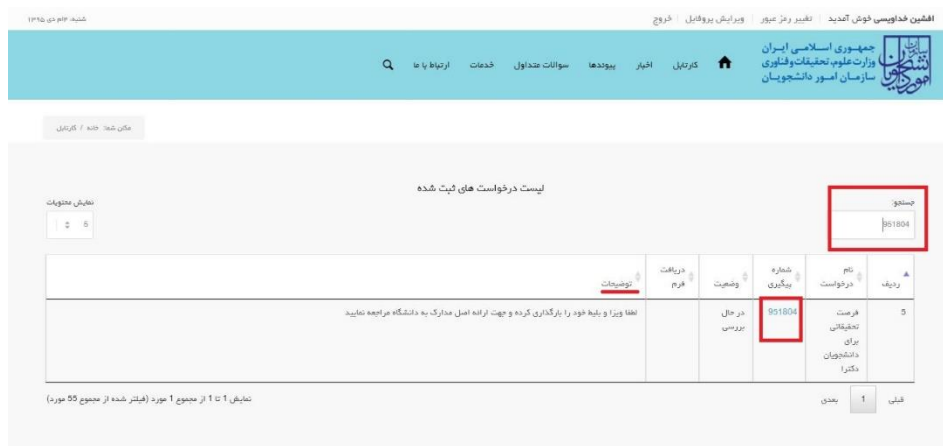 افشین خداویسی خوش آمدید | تغییر رمز عبور | ویرایش پروفایل | خروج
شنبه، ۴ام دی ۱۳۹۵
سازمان امور دانشجویان
جمهوری اسلامی ایران
وزارت علوم، تحقیقات و فناوری
سازمان امور دانشجویان
کارتابل
اخبار
پیوندها
سوالات متداول
خدمات
ارتباط با ما
مکان شما: خانه / کارتابل
لیست درخواست های ثبت شده
جستجو:
951804
نمایش محتویات
5
ردیف
نام درخواست
شماره پیگیری
وضعیت
دریافت فرم
توضیحات
5
فرصت
تحقیقاتی
برای
دانشجویان
دکترا
951804
در حال
بررسی
لطفا ویزا و بلیط خود را بارگذاری کرده و جهت ارائه اصل مدارک به دانشگاه مراجعه نمایید
قبلی
1
بعدی
نمایش 1 تا 1 از مجموع 1 مورد (فیلتر شده از مجموع 55 مورد)